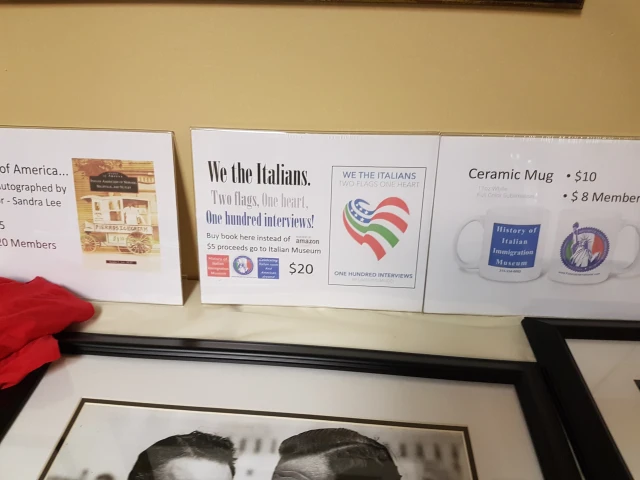 of America...
utographed by
r - Sandra Lee
5
20 Members
We the Italians.
Two flags, One heart.
One hundred interviews!
Buy book here instead of amazon
$5 proceeds go to Italian Museum
$20
WE THE ITALIANS
TWO FLAGS ONE HEART
ONE HUNDRED INTERVIEWS
Ceramic Mug
• $10
• $ 8 Member
History of
Italian
Immigration
Museum